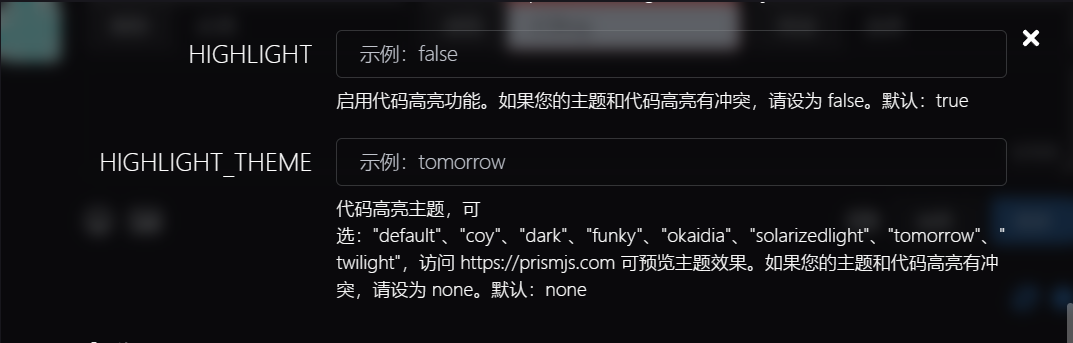 HIGHLIGHT
示例：false
启用代码高亮功能。如果您的主题和代码高亮有冲突，请设为 false。默认：true
HIGHLIGHT_THEME
示例：tomorrow
代码高亮主题，可
选："default"、"coy"、"dark"、"funky"、"okaidia"、"solarizedlight"、"tomorrow"、"
twilight"，访问 https://prismjs.com 可预览主题效果。如果您的主题和代码高亮有冲
突，请设为 none。默认：none